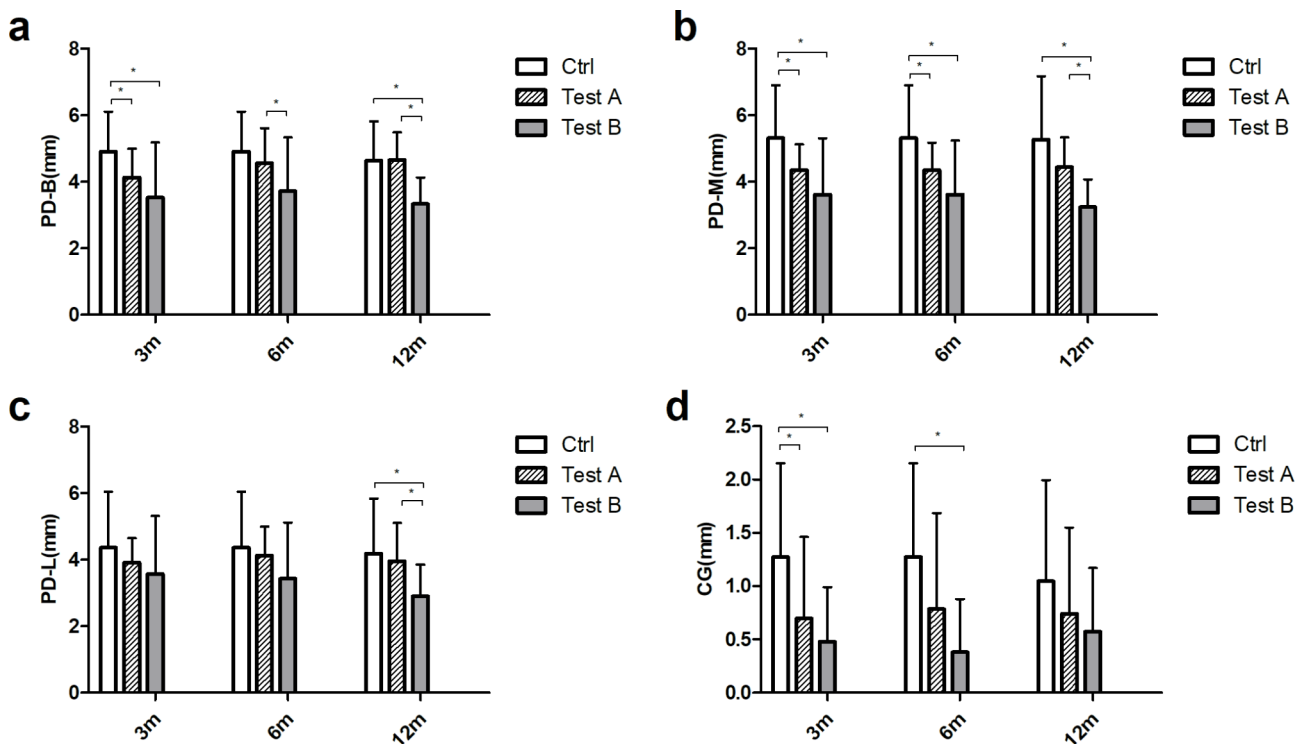 a
PD-B(mm)
8
6
4
2
0
*
*
*
*
*
3m
6m
12m
Ctrl
Test A
Test B
b
PD-M(mm)
8
6
4
2
0
*
*
*
*
*
*
3m
6m
12m
Ctrl
Test A
Test B
c
PD-L(mm)
8
6
4
2
0
*
*
3m
6m
12m
Ctrl
Test A
Test B
d
CG(mm)
2.5
2.0
1.5
1.0
0.5
0.0
*
*
*
3m
6m
12m
Ctrl
Test A
Test B